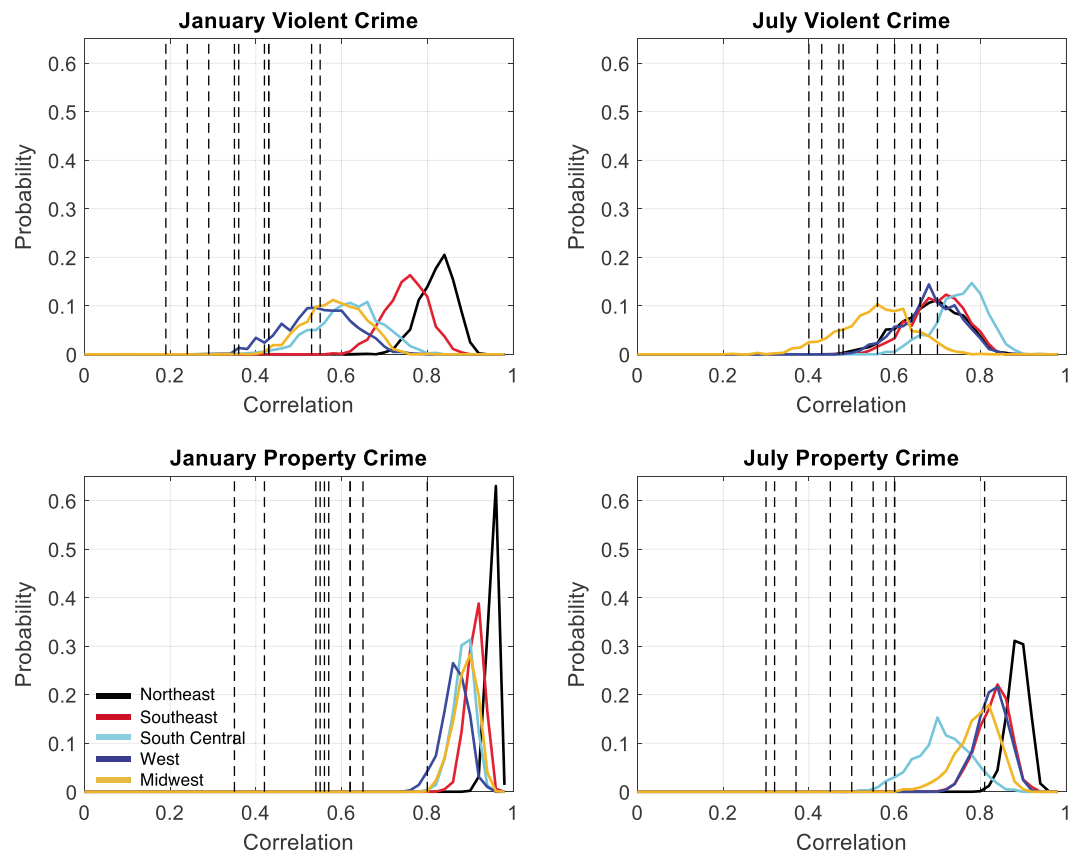 January Violent Crime
0.6
0.5
0.4
0.3
0.2
0.1
0
Probability
0 0.2 0.4 0.6 0.8 1
Correlation
July Violent Crime
0.6
0.5
0.4
0.3
0.2
0.1
0
Probability
0 0.2 0.4 0.6 0.8 1
Correlation
January Property Crime
0.6
0.5
0.4
0.3
0.2
0.1
0
Probability
Northeast
Southeast
South Central
West
Midwest
0 0.2 0.4 0.6 0.8 1
Correlation
July Property Crime
0.6
0.5
0.4
0.3
0.2
0.1
0
Probability
0 0.2 0.4 0.6 0.8 1
Correlation